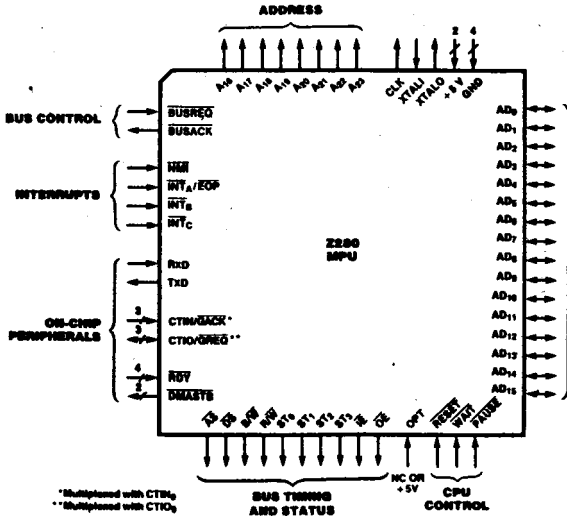 ADDRESS
2 4
A16 A17 A18 A19 A20 A21 A22 A23 CLK XTALI XTALO +5 V GND
BUS CONTROL
BUSREQ
BUSACK
INTERRUPTS
NMI
INTA/EOP
INTB
INTC
ON-CHIP
PERIPHERALS
RxD
TxD
3
CTIN/GACK*
3
CTIO/GREQ**
4
RDY
2
DMASTB
Z280
MPU
AD0
AD1
AD2
AD3
AD4
AD5
AD6
AD7
AD8
AD9
AD10
AD11
AD12
AD13
AD14
AD15
AS DS B/W R/W ST0 ST1 ST2 ST3 IE OE OPT RESET WAIT PAUSE
BUS TIMING
AND STATUS
NC OR
+5V
CPU
CONTROL
*Multiplexed with CTIN0
**Multiplexed with CTIO0